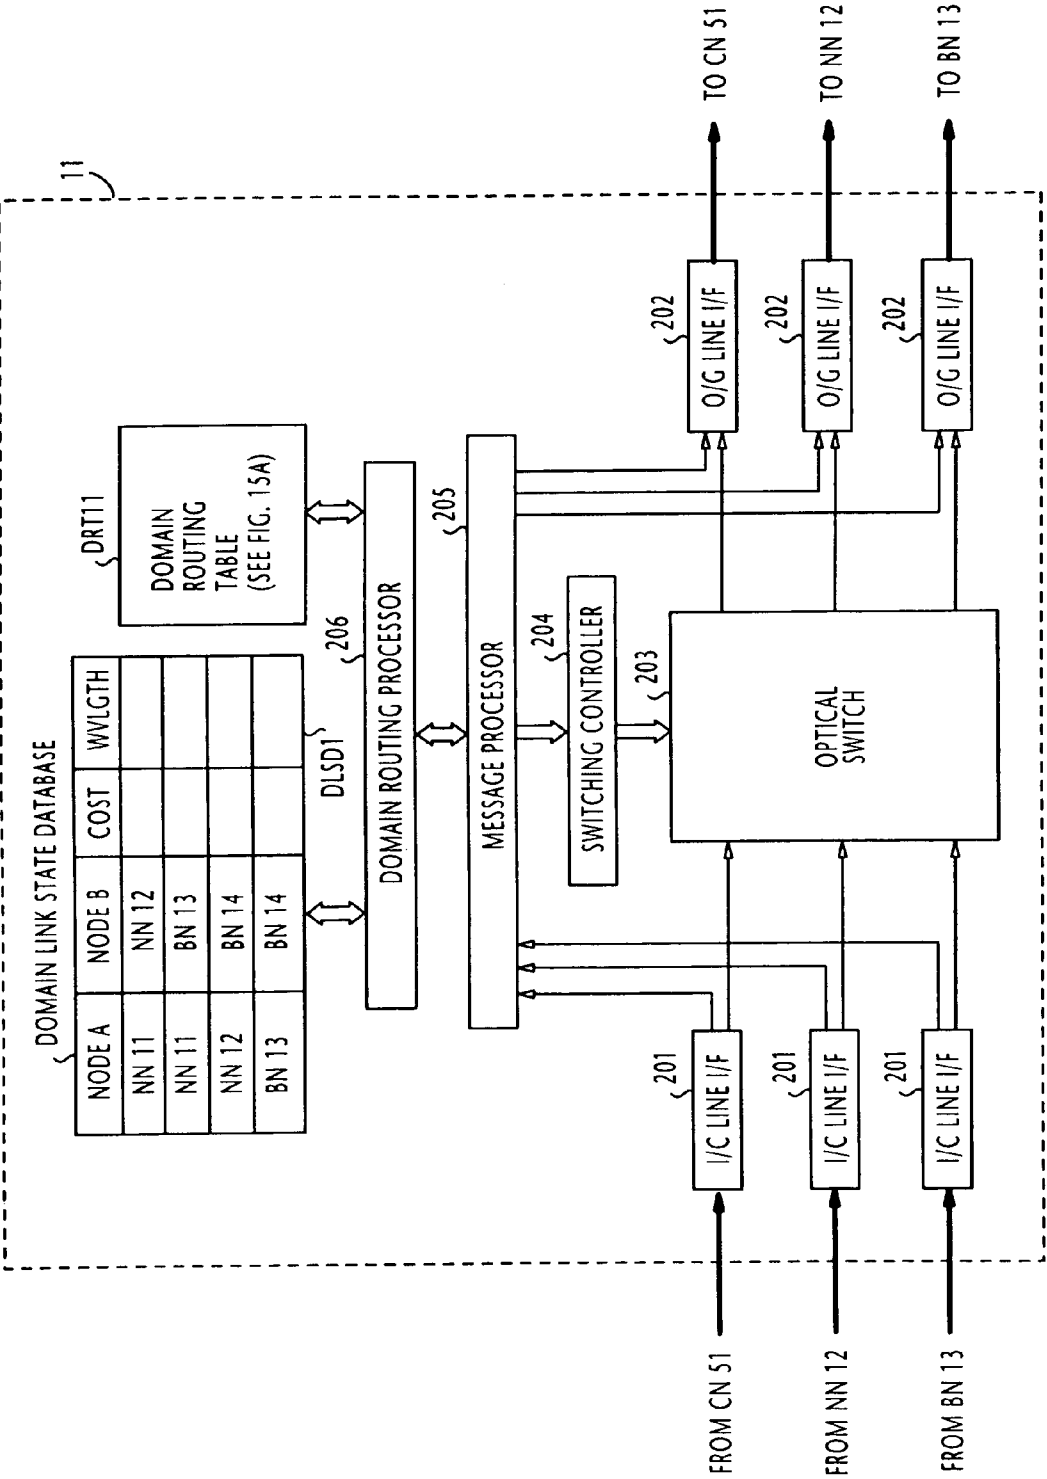 11
DOMAIN LINK STATE DATABASE
NODE A NODE B COST WVLGTH
NN 11 NN 12
NN 11 BN 13
NN 12 BN 14
BN 13 BN 14
DLSD1
DRT11
DOMAIN
ROUTING
TABLE
(SEE FIG. 15A)
206
DOMAIN ROUTING PROCESSOR
205
MESSAGE PROCESSOR
204
SWITCHING CONTROLLER
203
OPTICAL
SWITCH
FROM CN 51
201
I/C LINE I/F
202
O/G LINE I/F
TO CN 51
FROM NN 12
201
I/C LINE I/F
202
O/G LINE I/F
TO NN 12
FROM BN 13
201
I/C LINE I/F
202
O/G LINE I/F
TO BN 13